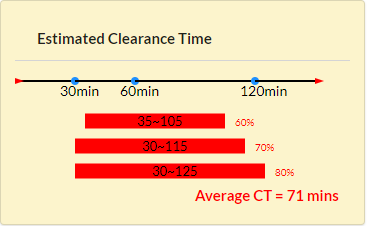 Estimated Clearance Time
30min 60min 120min
35~105 60%
30~115 70%
30~125 80%
Average CT = 71 mins